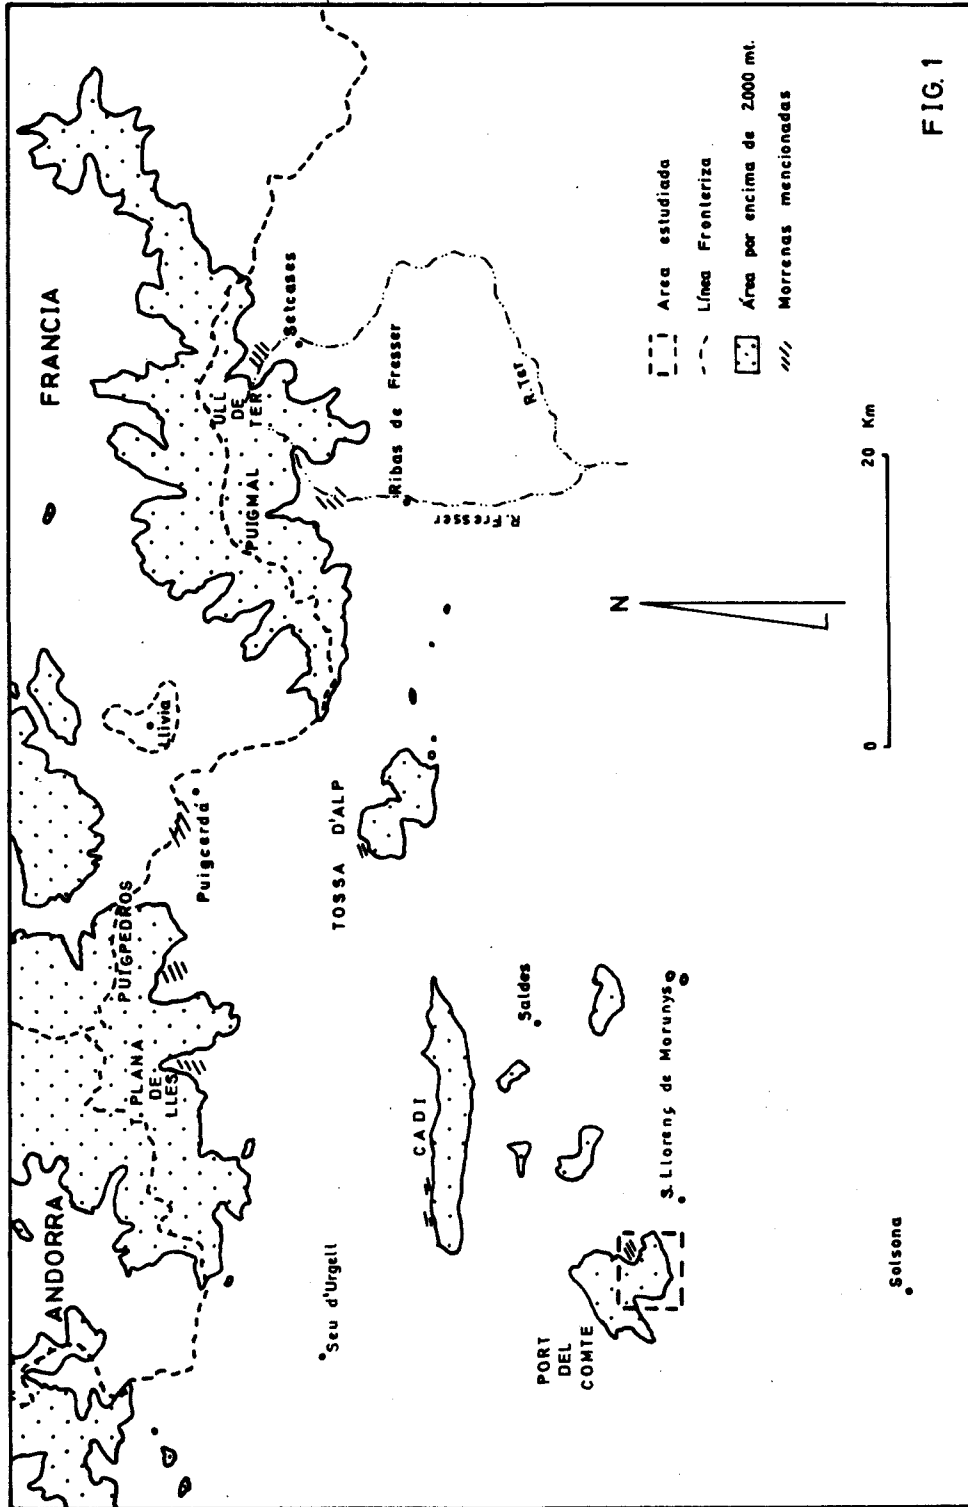 FRANCIA
ANDORRA
Llivia
Puigcerdá
PUIGPEDROS
T. PLANA
DE
LLES
PUIGMAL
ULL
DE
TER
Setcases
Ribas de Fresser
R. Fresser
R. Ter
TOSSA D'ALP
CADI
Seu d'Urgell
Saldes
S. Llorenç de Morunys
PORT
DEL
COMTE
Solsona
N
0 20 Km
Area estudiada
Línea Fronteriza
Área por encima de 2.000 mt.
Morrenas mencionadas
FIG. 1